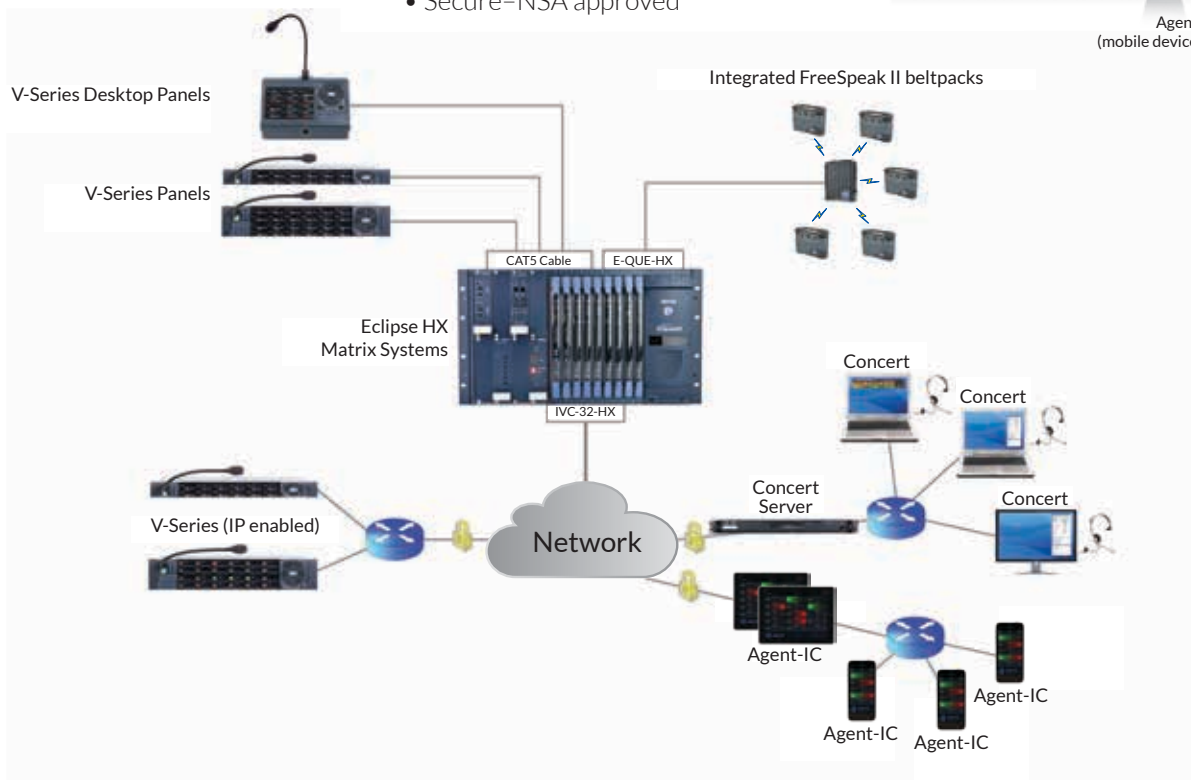 • Secure–NSA approved
Agen
(mobile device
V-Series Desktop Panels
Integrated FreeSpeak II beltpacks
V-Series Panels
CAT5 Cable
E-QUE-HX
Eclipse HX
Matrix Systems
IVC-32-HX
Concert
Concert
Concert
Server
Concert
V-Series (IP enabled)
Network
Agent-IC
Agent-IC
Agent-IC
Agent-IC